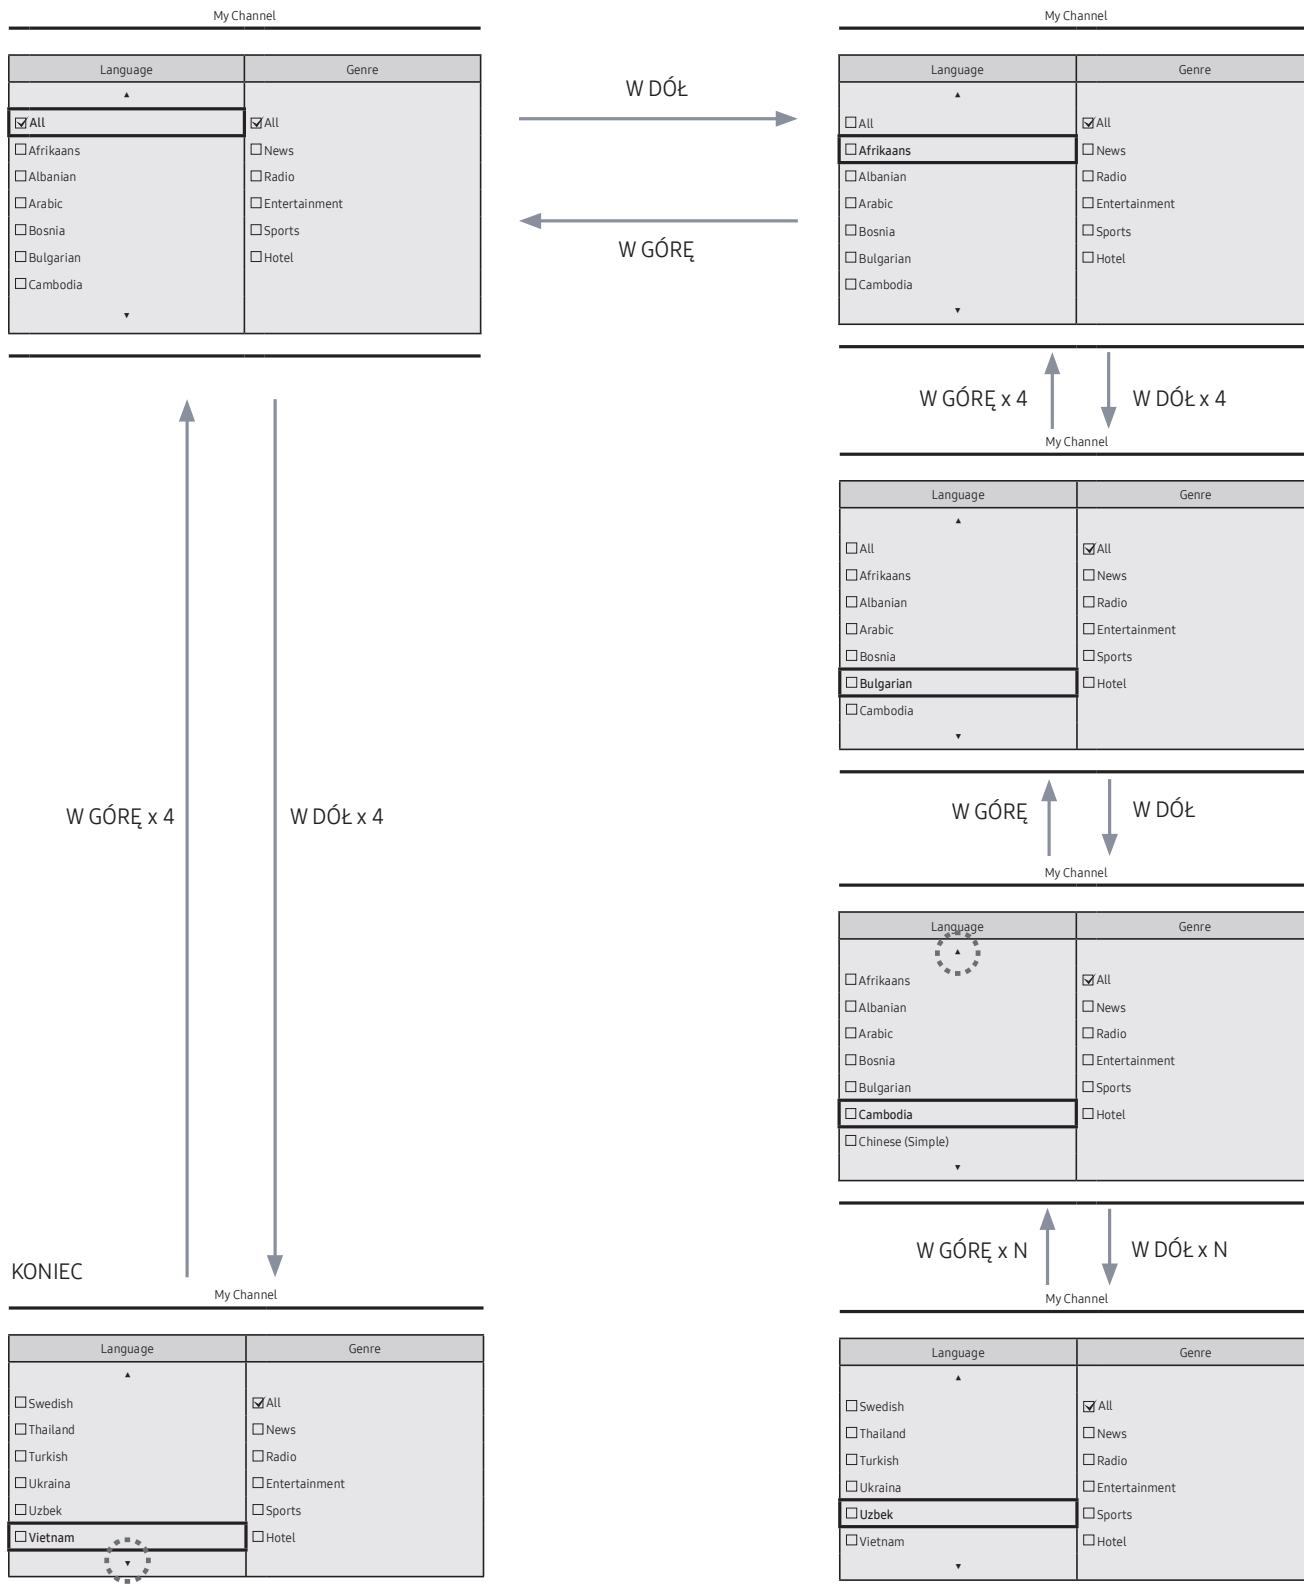 My Channel
Language Genre
▲
☑ All ☑ All
☐ Afrikaans ☐ News
☐ Albanian ☐ Radio
☐ Arabic ☐ Entertainment
☐ Bosnia ☐ Sports
☐ Bulgarian ☐ Hotel
☐ Cambodia
▼
W DÓŁ
W GÓRĘ
My Channel
Language Genre
▲
☐ All ☑ All
☐ Afrikaans ☐ News
☐ Albanian ☐ Radio
☐ Arabic ☐ Entertainment
☐ Bosnia ☐ Sports
☐ Bulgarian ☐ Hotel
☐ Cambodia
▼
W GÓRĘ x 4 W DÓŁ x 4
My Channel
Language Genre
▲
☐ All ☑ All
☐ Afrikaans ☐ News
☐ Albanian ☐ Radio
☐ Arabic ☐ Entertainment
☐ Bosnia ☐ Sports
☐ Bulgarian ☐ Hotel
☐ Cambodia
▼
W GÓRĘ x 4 W DÓŁ x 4
W GÓRĘ W DÓŁ
My Channel
Language Genre
▲
☐ Afrikaans ☑ All
☐ Albanian ☐ News
☐ Arabic ☐ Radio
☐ Bosnia ☐ Entertainment
☐ Bulgarian ☐ Sports
☐ Cambodia ☐ Hotel
☐ Chinese (Simple)
▼
W GÓRĘ x N W DÓŁ x N
KONIEC
My Channel
Language Genre
▲
☐ Swedish ☑ All
☐ Thailand ☐ News
☐ Turkish ☐ Radio
☐ Ukraina ☐ Entertainment
☐ Uzbek ☐ Sports
☐ Vietnam ☐ Hotel
▼
My Channel
Language Genre
▲
☐ Swedish ☑ All
☐ Thailand ☐ News
☐ Turkish ☐ Radio
☐ Ukraina ☐ Entertainment
☐ Uzbek ☐ Sports
☐ Vietnam ☐ Hotel
▼